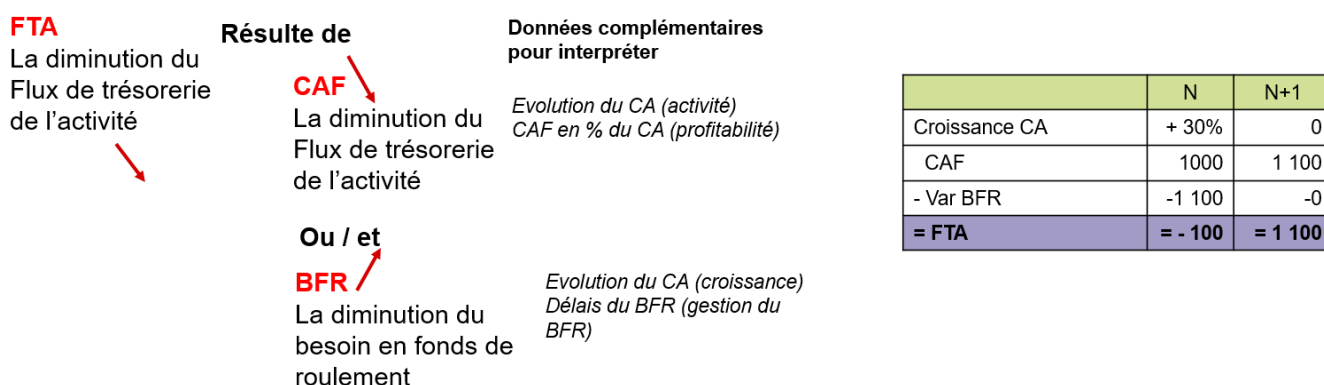 FTA
La diminution du
Flux de trésorerie
de l’activité
Résulte de
CAF
La diminution du
Flux de trésorerie
de l’activité
Ou / et
BFR
La diminution du
besoin en fonds de
roulement
Données complémentaires
pour interpréter
Evolution du CA (activité)
CAF en % du CA (profitabilité)
Evolution du CA (croissance)
Délais du BFR (gestion du
BFR)
N N+1
Croissance CA + 30% 0
CAF 1000 1 100
- Var BFR -1 100 -0
= FTA = - 100 = 1 100